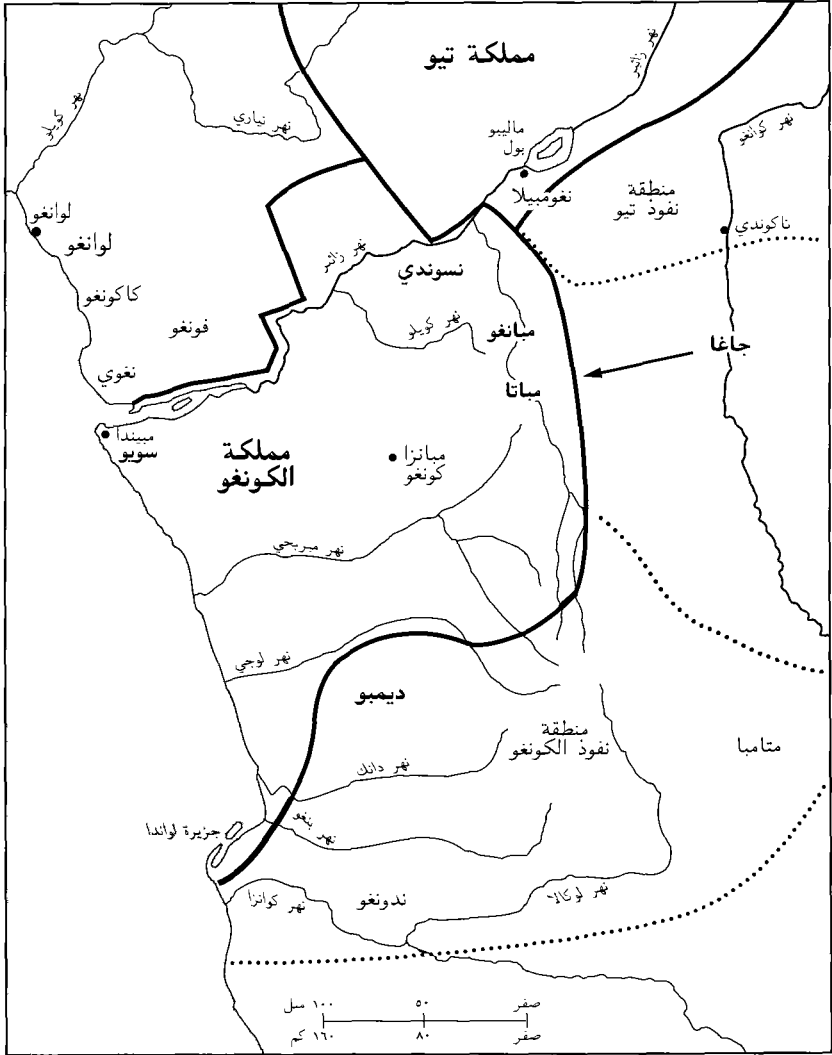 مملكة تيو
نهر زائير
نهر كويلو
نهر نياري
ماليبو
بول
نهر كوانغو
نغومبيلا
منطقة
نفوذ تيو
ناكوندي
لوانغو
لوانغو
نهر زائير
نسوندي
كاكونغو
فونغو
نهر كويلو
مبانغو
جاغا
نغوي
مباتا
مبيندا
سويو
مملكة
الكونغو
مبانزا
كونغو
نهر مبريجي
نهر لوجي
ديمبو
منطقة
نفوذ الكونغو
متامبا
نهر داندي
نهر بنغو
جزيرة لواندا
نهر كوانزا
ندونغو
نهر لوكالا
صفر ٥٠ ١٠٠ ميل
صفر ٨٠ ١٦٠ كم